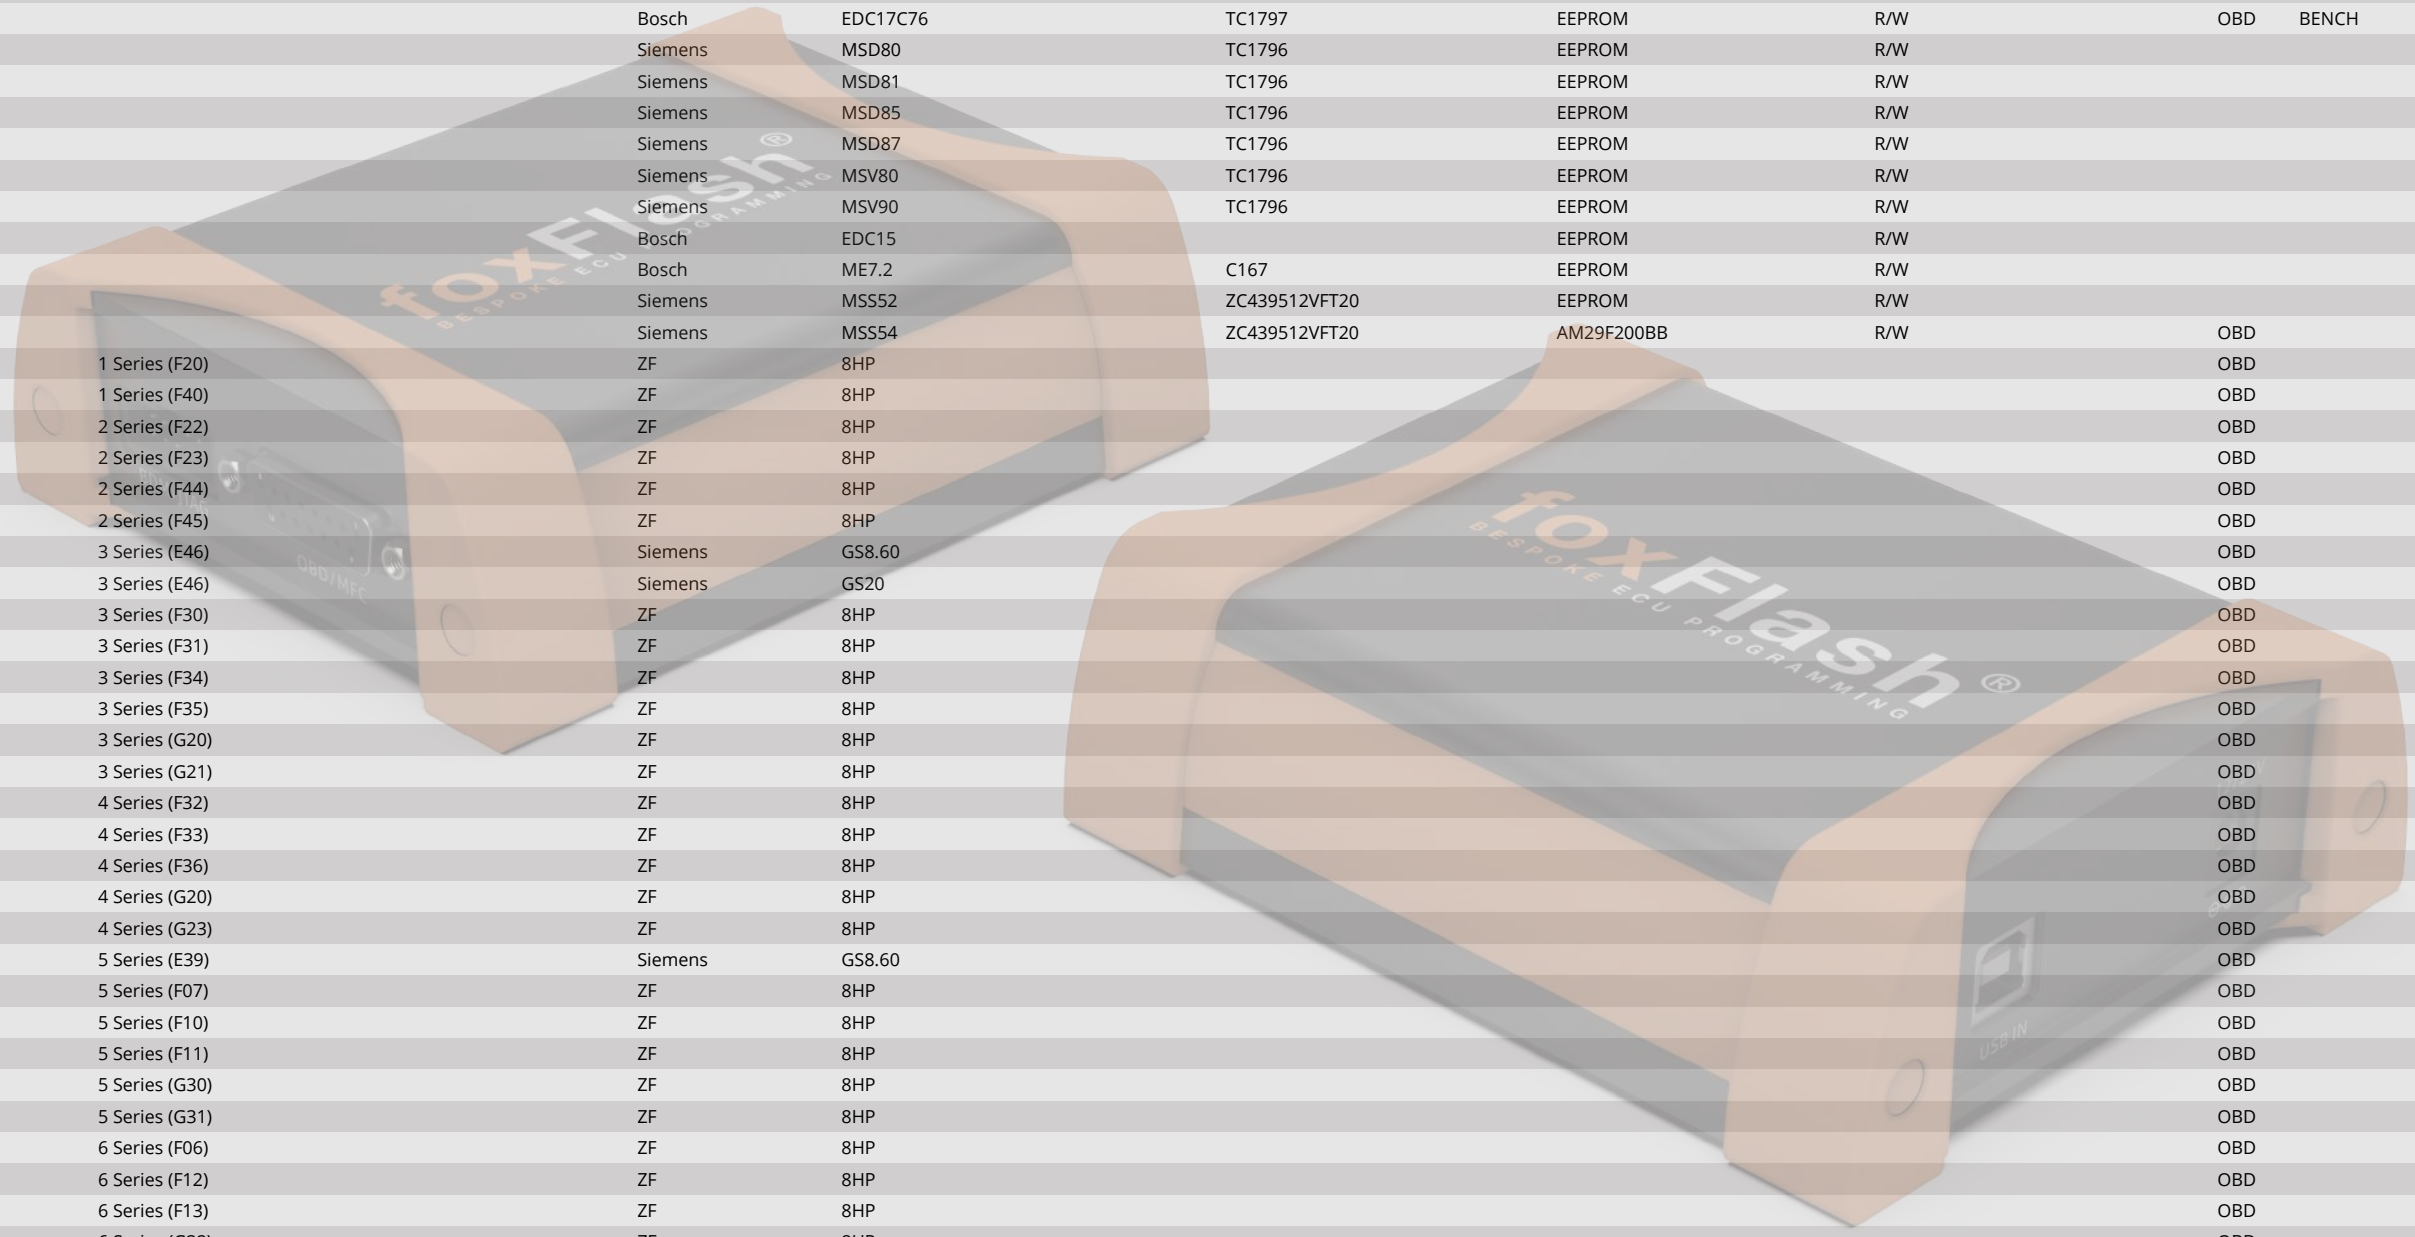 Bosch EDC17C76 TC1797 EEPROM R/W OBD BENCH
Siemens MSD80 TC1796 EEPROM R/W
Siemens MSD81 TC1796 EEPROM R/W
Siemens MSD85 TC1796 EEPROM R/W
Siemens MSD87 TC1796 EEPROM R/W
Siemens MSV80 TC1796 EEPROM R/W
Siemens MSV90 TC1796 EEPROM R/W
Bosch EDC15 EEPROM R/W
Bosch ME7.2 C167 EEPROM R/W
Siemens MSS52 ZC439512VFT20 EEPROM R/W
Siemens MSS54 ZC439512VFT20 AM29F200BB R/W OBD
1 Series (F20) ZF 8HP OBD
1 Series (F40) ZF 8HP OBD
2 Series (F22) ZF 8HP OBD
2 Series (F23) ZF 8HP OBD
2 Series (F44) ZF 8HP OBD
2 Series (F45) ZF 8HP OBD
3 Series (E46) Siemens GS8.60 OBD
3 Series (E46) Siemens GS20 OBD
3 Series (F30) ZF 8HP OBD
3 Series (F31) ZF 8HP OBD
3 Series (F34) ZF 8HP OBD
3 Series (F35) ZF 8HP OBD
3 Series (G20) ZF 8HP OBD
3 Series (G21) ZF 8HP OBD
4 Series (F32) ZF 8HP OBD
4 Series (F33) ZF 8HP OBD
4 Series (F36) ZF 8HP OBD
4 Series (G20) ZF 8HP OBD
4 Series (G23) ZF 8HP OBD
5 Series (E39) Siemens GS8.60 OBD
5 Series (F07) ZF 8HP OBD
5 Series (F10) ZF 8HP OBD
5 Series (F11) ZF 8HP OBD
5 Series (G30) ZF 8HP OBD
5 Series (G31) ZF 8HP OBD
6 Series (F06) ZF 8HP OBD
6 Series (F12) ZF 8HP OBD
6 Series (F13) ZF 8HP OBD
foxFlash®
BESPOKE ECU PROGRAMMING
OBD/MFC
foxFlash®
BESPOKE ECU PROGRAMMING
USB IN